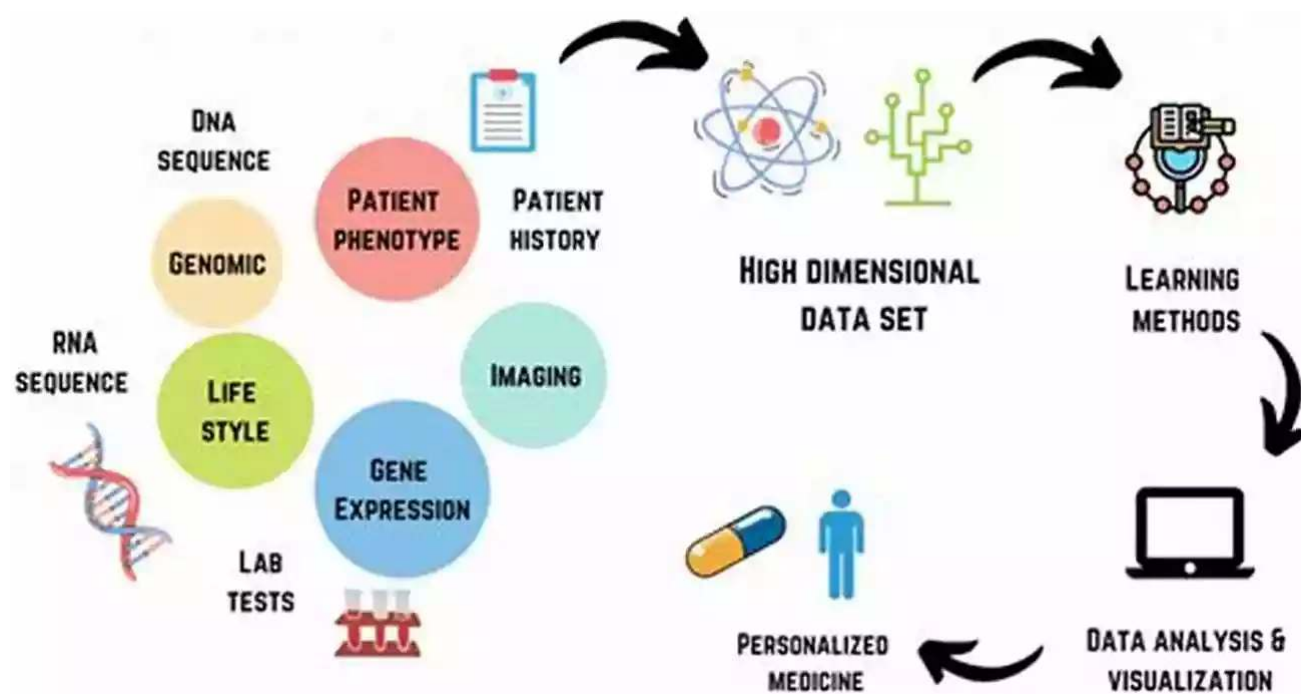 DNA
SEQUENCE
GENOMIC
PATIENT
PHENOTYPE
PATIENT
HISTORY
RNA
SEQUENCE
LIFE
STYLE
IMAGING
GENE
EXPRESSION
LAB
TESTS
HIGH DIMENSIONAL
DATA SET
LEARNING
METHODS
DATA ANALYSIS &
VISUALIZATION
PERSONALIZED
MEDICINE